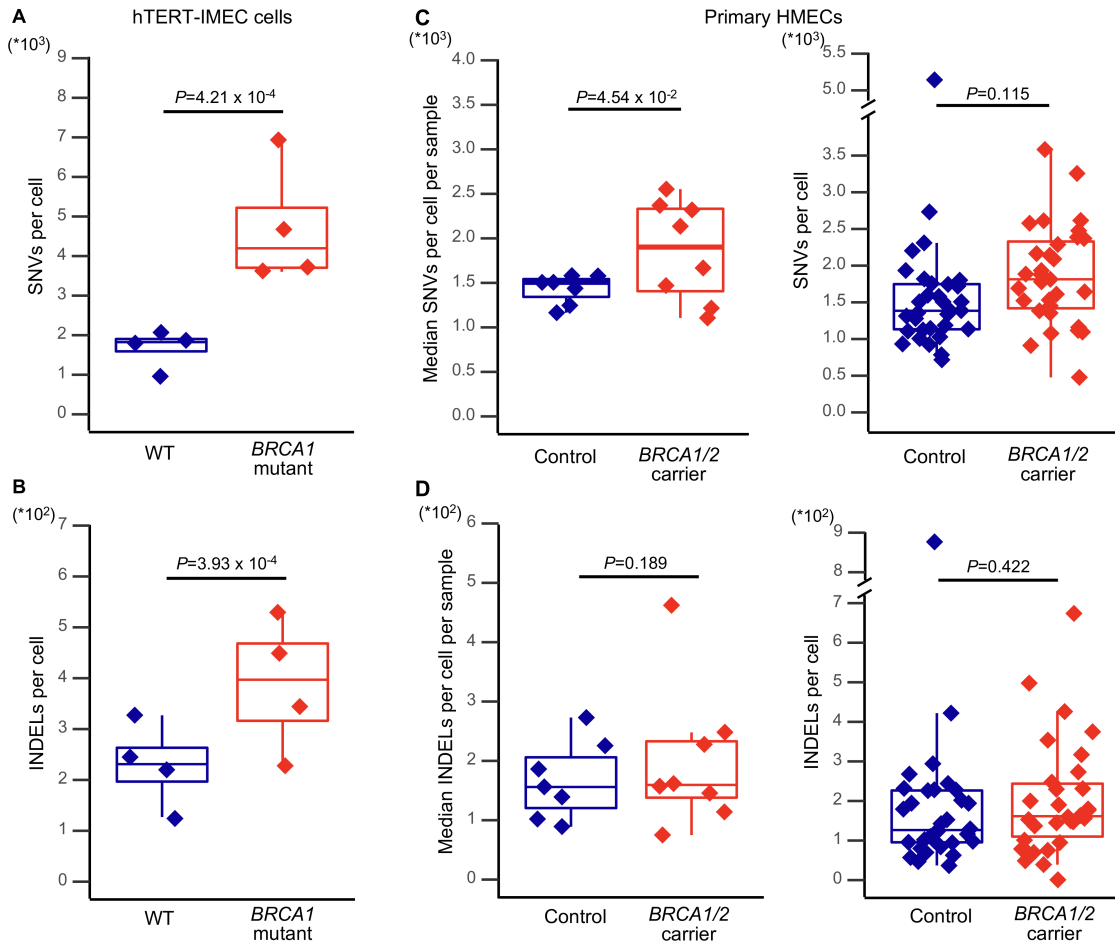 A
hTERT-IMEC cells
(*10³)
SNVs per cell
9
8
7
6
5
4
3
2
1
0
P=4.21 x 10⁻⁴
WT
BRCA1
mutant
B
(*10²)
INDELs per cell
7
6
5
4
3
2
1
0
P=3.93 x 10⁻⁴
WT
BRCA1
mutant
C
Primary HMECs
(*10³)
Median SNVs per cell per sample
4.0
3.5
3.0
2.5
2.0
1.5
1.0
0.5
0.0
P=4.54 x 10⁻²
Control
BRCA1/2
carrier
(*10³)
SNVs per cell
5.5
5.0
3.5
3.0
2.5
2.0
1.5
1.0
0.5
0.0
P=0.115
Control
BRCA1/2
carrier
D
(*10²)
Median INDELs per cell per sample
6
5
4
3
2
1
0
P=0.189
Control
BRCA1/2
carrier
(*10²)
INDELs per cell
9
8
7
6
5
4
3
2
1
0
P=0.422
Control
BRCA1/2
carrier